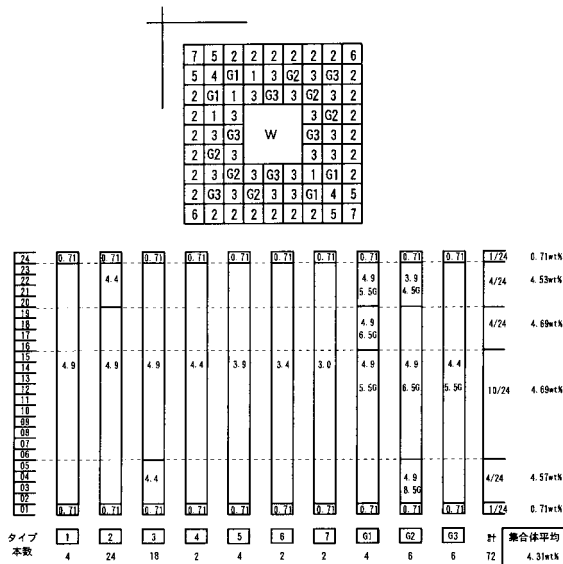 7 5 2 2 2 2 2 2 6
5 4 G1 1 3 G2 3 G3 2
2 G1 1 3 G3 3 G2 3 2
2 1 3 3 G2 2
2 3 G3 W G3 3 2
2 G2 3 3 3 2
2 3 G2 3 G3 3 1 G1 2
2 G3 3 G2 3 3 G1 4 5
6 2 2 2 2 2 2 5 7
24 0.71 0.71 0.71 0.71 0.71 0.71 0.71 0.71 0.71 0.71 1/24 0.71wt%
23
22 4.4 4.9 3.9 4/24 4.53wt%
21 5.5G 4.5G
20
19
18 4.9 4/24 4.69wt%
17 6.5G
16
15
14 4.9 4.9 4.9 4.4 3.9 3.4 3.0 4.9 4.9 4.4
13
12 5.5G 6.5G 5.5G 10/24 4.69wt%
11
10
09
08
07
06
05
04 4.4 4.9 4/24 4.57wt%
03 8.5G
02
01 0.71 0.71 0.71 0.71 0.71 0.71 0.71 0.71 0.71 0.71 1/24 0.71wt%
タイプ 1 2 3 4 5 6 7 G1 G2 G3 計 集合体平均
本数 4 24 18 2 4 2 2 4 6 6 72 4.31wt%